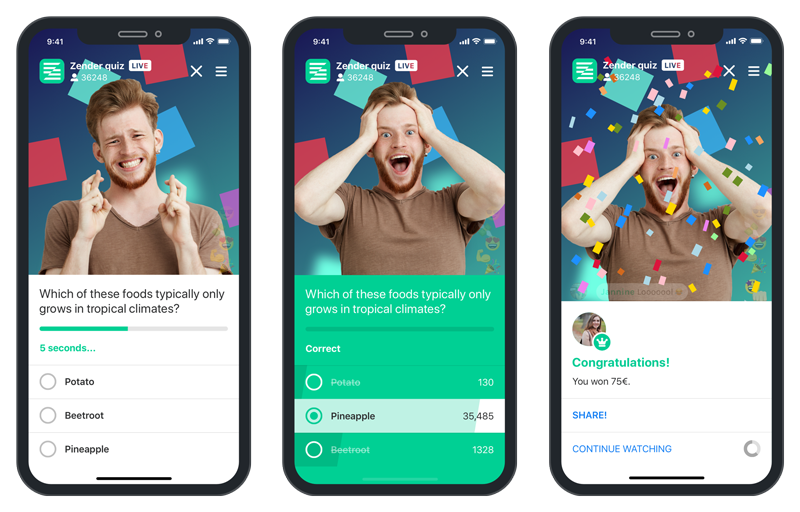 9:41
Zender quiz LIVE
36248
Which of these foods typically only
grows in tropical climates?
5 seconds...
Potato
Beetroot
Pineapple
9:41
Zender quiz LIVE
36248
Which of these foods typically only
grows in tropical climates?
Correct
Potato 130
Pineapple 35,485
Beetroot 1328
9:41
Zender quiz LIVE
36248
Congratulations!
You won 75€.
SHARE!
CONTINUE WATCHING